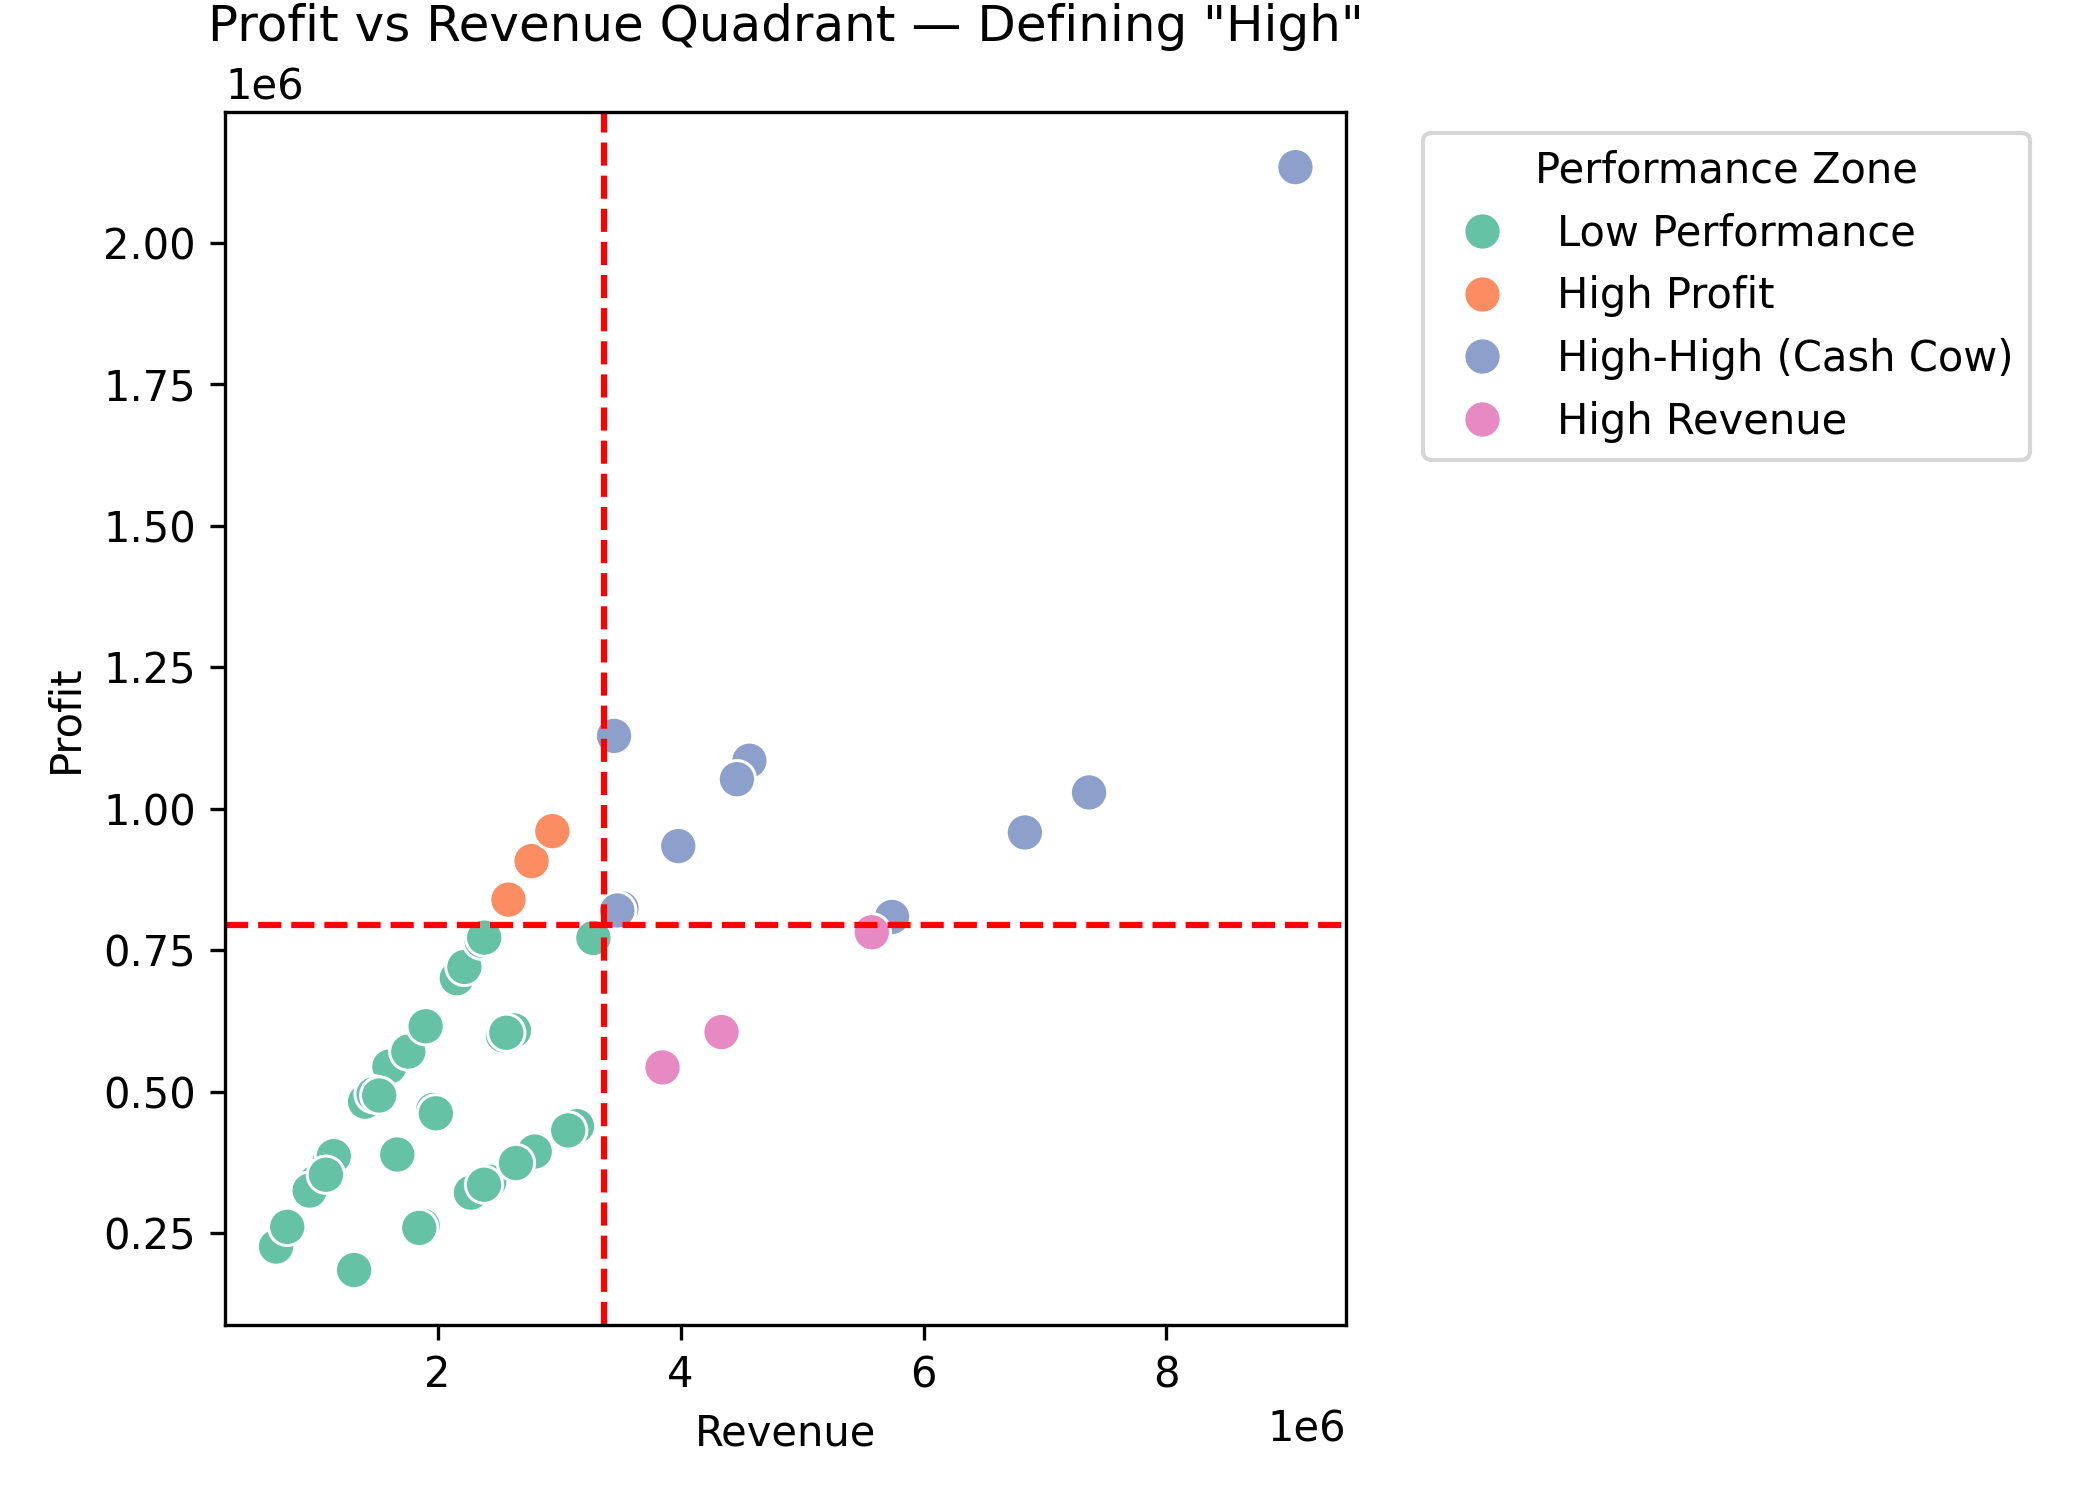 Profit vs Revenue Quadrant — Defining "High"
1e6
Performance Zone
Low Performance
High Profit
High-High (Cash Cow)
High Revenue
2.00
1.75
1.50
1.25
1.00
0.75
0.50
0.25
Profit
2 4 6 8
Revenue
1e6